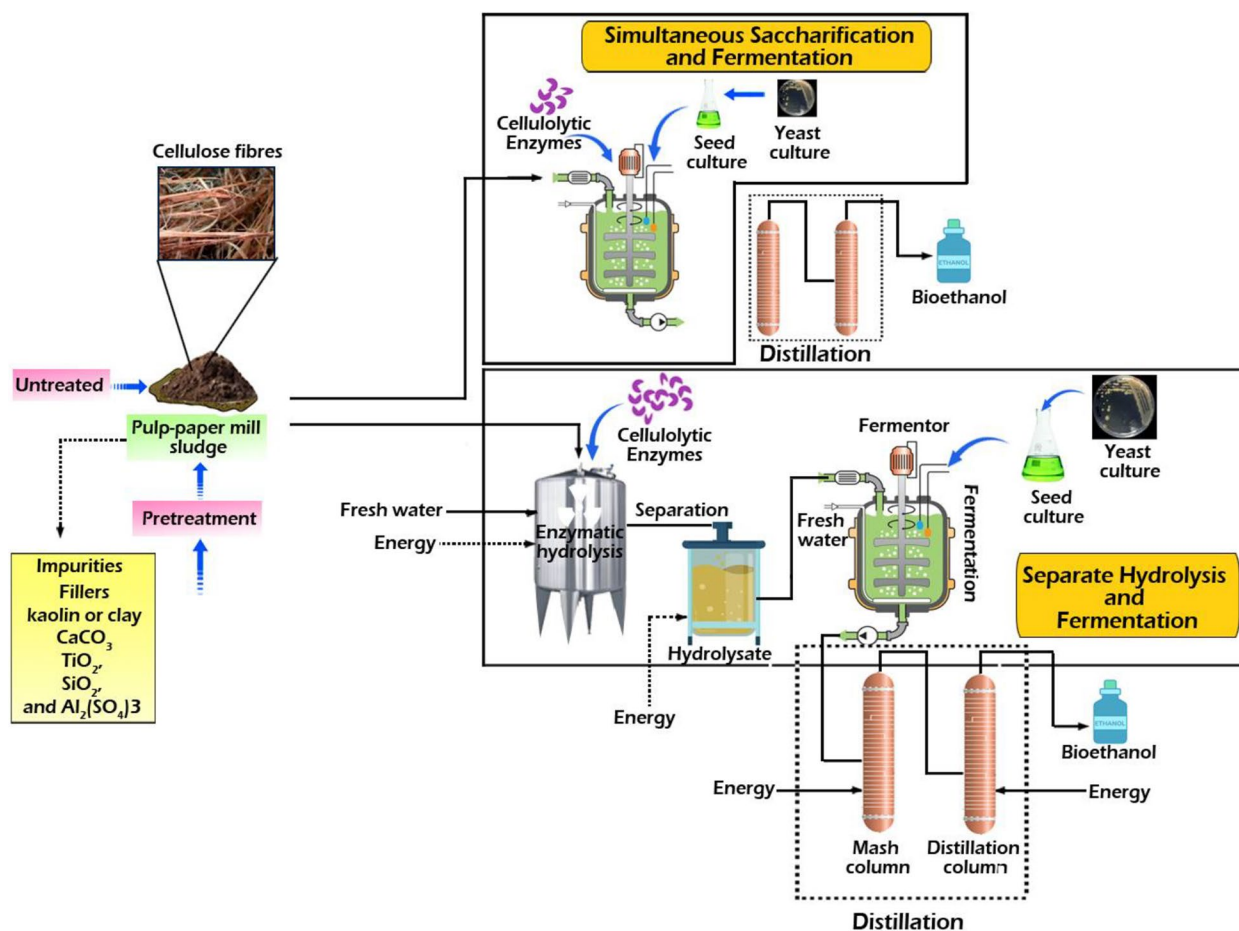 Simultaneous Saccharification
and Fermentation
Cellulolytic
Enzymes
Seed
culture
Yeast
culture
Cellulose fibres
ETHANOL
Bioethanol
Distillation
Untreated
Pulp-paper mill
sludge
Pretreatment
Impurities
Fillers
kaolin or clay
CaCO₃
TiO₂,
SiO₂,
and Al₂(SO₄)3
Cellulolytic
Enzymes
Fresh water
Energy
Enzymatic
hydrolysis
Separation
Hydrolysate
Energy
Fermentor
Fresh
water
Fermentation
Seed
culture
Yeast
culture
Separate Hydrolysis
and
Fermentation
ETHANOL
Bioethanol
Energy
Energy
Mash
column
Distillation
column
Distillation